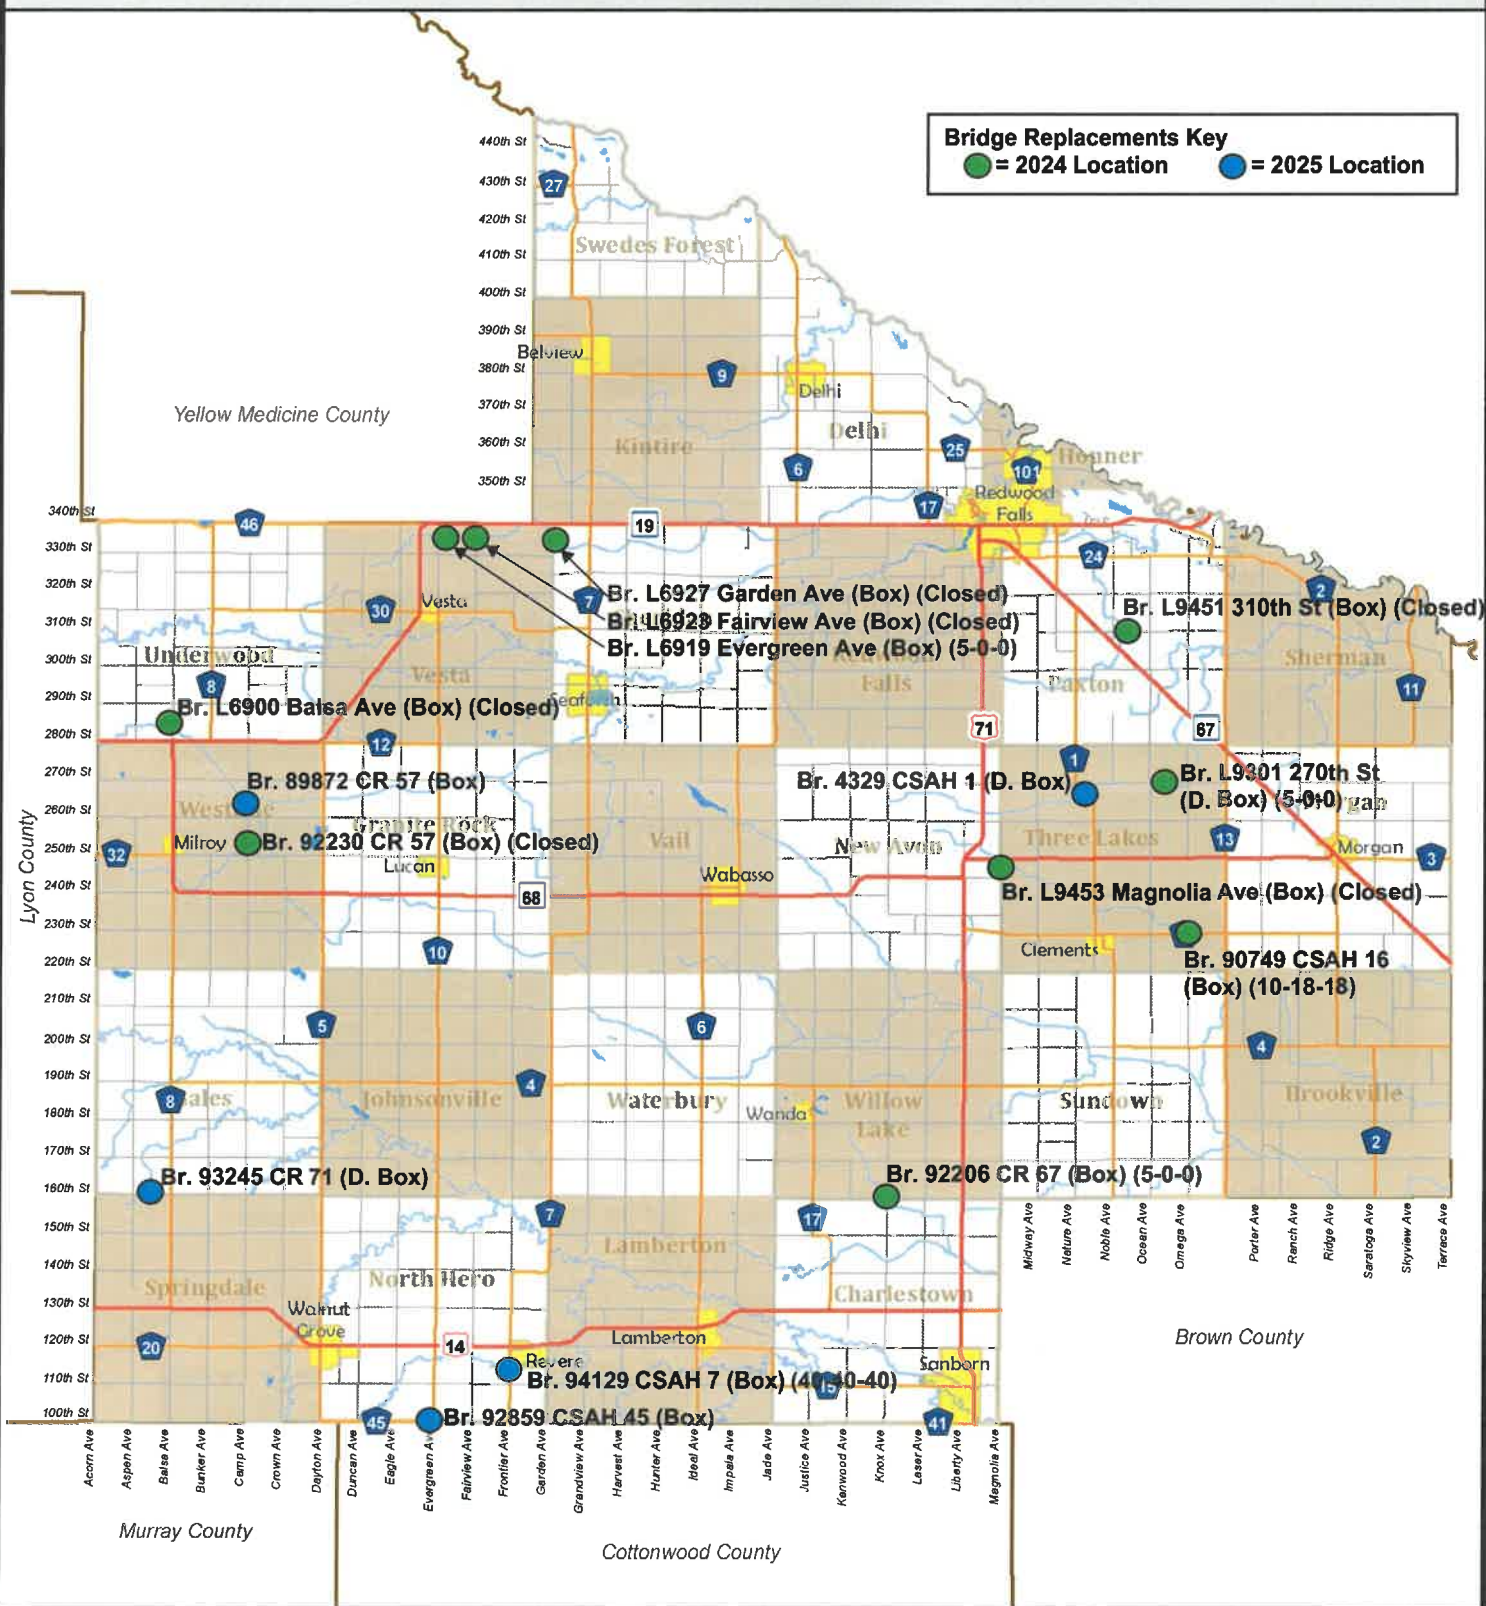 Bridge Replacements Key
= 2024 Location = 2025 Location
440th St
430th St
27
420th St
Swedes Forest
410th St
400th St
390th St
Belview
380th St
9
Delhi
370th St
Yellow Medicine County
Delhi
360th St
Kintire
25
Honner
6
101
350th St
Redwood
Falls
17
340th St
46
19
330th St
24
320th St
2
30
Vesta
7
Br. L6927 Garden Ave (Box) (Closed)
Br. L9451 310th St (Box) (Closed)
310th St
Fairview Ave (Box) (Closed)
Br. L6919 Evergreen Ave (Box) (5-0-0)
300th St
Underwood
Vesta
Falls
Paxton
Sherman
8
11
290th St
Seaforth
Br. L6900 Balsa Ave (Box) (Closed)
280th St
12
71
67
1
270th St
Br. 89872 CR 57 (Box)
Br. 4329 CSAH 1 (D. Box)
Br. L9301 270th St
(D. Box) (5-0-0)
260th St
Granite Rock
Vail
New Avon
Three Lakes
13
32
Milroy
Br. 92230 CR 57 (Box) (Closed)
Morgan
3
250th St
Lucan
Wabasso
240th St
68
Br. L9453 Magnolia Ave (Box) (Closed)
230th St
10
Clements
220th St
Br. 90749 CSAH 16
(Box) (10-18-18)
210th St
5
6
200th St
4
190th St
4
8
Johnsonville
Waterbury
Willow
Lake
Sundown
Brookville
180th St
Wanda
2
170th St
Br. 93245 CR 71 (D. Box)
Br. 92206 CR 67 (Box) (5-0-0)
160th St
7
17
150th St
Lamberton
140th St
Springdale
North Hero
Charlestown
130th St
Walnut
Grove
120th St
20
14
Lamberton
Brown County
Revere
Sanborn
110th St
Br. 94129 CSAH 7 (Box) (40-40-40)
15
100th St
45
Br. 92859 CSAH 45 (Box)
41
Lyon County
Midway Ave
Nature Ave
Noble Ave
Ocean Ave
Omega Ave
Porter Ave
Ranch Ave
Ridge Ave
Saratoga Ave
Skyview Ave
Terrace Ave
Acorn Ave
Aspen Ave
Balsa Ave
Bunker Ave
Camp Ave
Crown Ave
Dayton Ave
Duncan Ave
Eagle Ave
Evergreen Av
Fairview Ave
Frontier Ave
Garden Ave
Grandview Ave
Harvest Ave
Hunter Ave
Ideal Ave
Impala Ave
Jade Ave
Justice Ave
Kenwood Ave
Knox Ave
Laser Ave
Liberty Ave
Magnolia Ave
Murray County
Cottonwood County